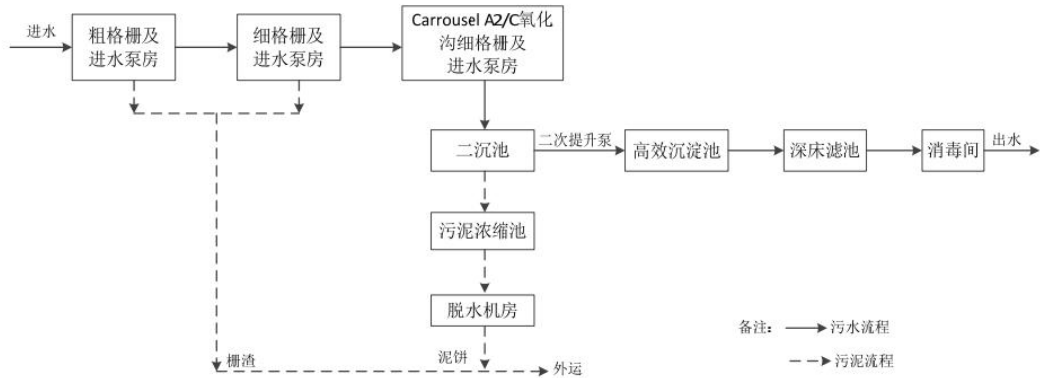 进水
粗格栅及
进水泵房
细格栅及
进水泵房
Carrousel A2/C氧化
沟细格栅及
进水泵房
二沉池
二次提升泵
高效沉淀池
深床滤池
消毒间
出水
污泥浓缩池
脱水机房
备注：
污水流程
污泥流程
栅渣
泥饼
外运